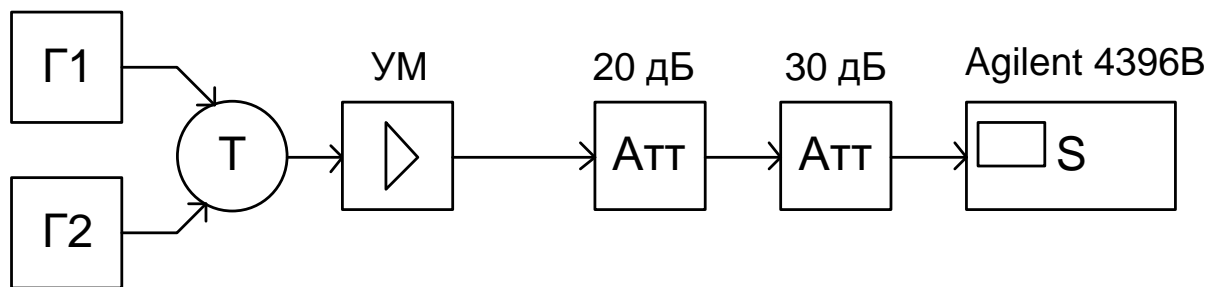 Г1
УМ
20 дБ
30 дБ
Agilent 4396B
Т
Атт
Атт
S
Г2